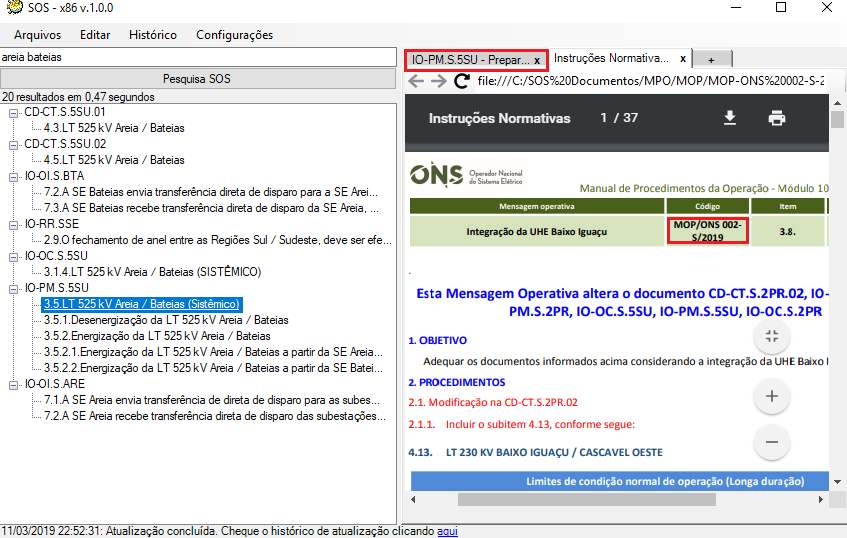 SOS - x86 v.1.0.0
Arquivos Editar Histórico Configurações
areia bateias
Pesquisa SOS
20 resultados em 0,47 segundos
CD-CT.S.5SU.01
4.3.LT 525 kV Areia / Bateias
CD-CT.S.5SU.02
4.5.LT 525 kV Areia / Bateias
IO-OI.S.BTA
7.2.A SE Bateias envia transferência direta de disparo para a SE Arei...
7.3.A SE Bateias recebe transferência direta de disparo da SE Areia, ...
IO-RR.SSE
2.9.O fechamento de anel entre as Regiões Sul / Sudeste, deve ser efe...
IO-OC.S.5SU
3.1.4.LT 525 kV Areia / Bateias (SISTÊMICO)
IO-PM.S.5SU
3.5.LT 525 kV Areia / Bateias (Sistêmico)
3.5.1.Desenergização da LT 525 kV Areia / Bateias
3.5.2.Energização da LT 525 kV Areia / Bateias
3.5.2.1.Energização da LT 525 kV Areia / Bateias a partir da SE Areia...
3.5.2.2.Energização da LT 525 kV Areia / Bateias a partir da SE Batei...
IO-OI.S.ARE
7.1.A SE Areia envia transferência de direta de disparo para as subes...
7.2.A SE Areia recebe transferência direta de disparo das subestações...
IO-PM.S.5SU - Prepar... x Instruções Normativa... x +
file:///C:/SOS%20Documentos/MPO/MOP/MOP-ONS%20002-S-2
Instruções Normativas 1 / 37
ONS Operador Nacional
do Sistema Elétrico
Manual de Procedimentos da Operação - Módulo 10
Mensagem operativa Código Item
Integração da UHE Baixo Iguaçu MOP/ONS 002-
S/2019 3.8.
Esta Mensagem Operativa altera o documento CD-CT.S.2PR.02, IO-
PM.S.2PR, IO-OC.S.5SU, IO-PM.S.5SU, IO-OC.S.2PR
1. OBJETIVO
Adequar os documentos informados acima considerando a integração da UHE Baixo I
2. PROCEDIMENTOS
2.1. Modificação na CD-CT.S.2PR.02
2.1.1. Incluir o subitem 4.13, conforme segue:
4.13. LT 230 KV BAIXO IGUAÇU / CASCAVEL OESTE
Limites de condição normal de operação (Longa duração)
11/03/2019 22:52:31: Atualização concluída. Cheque o histórico de atualização clicando aqui